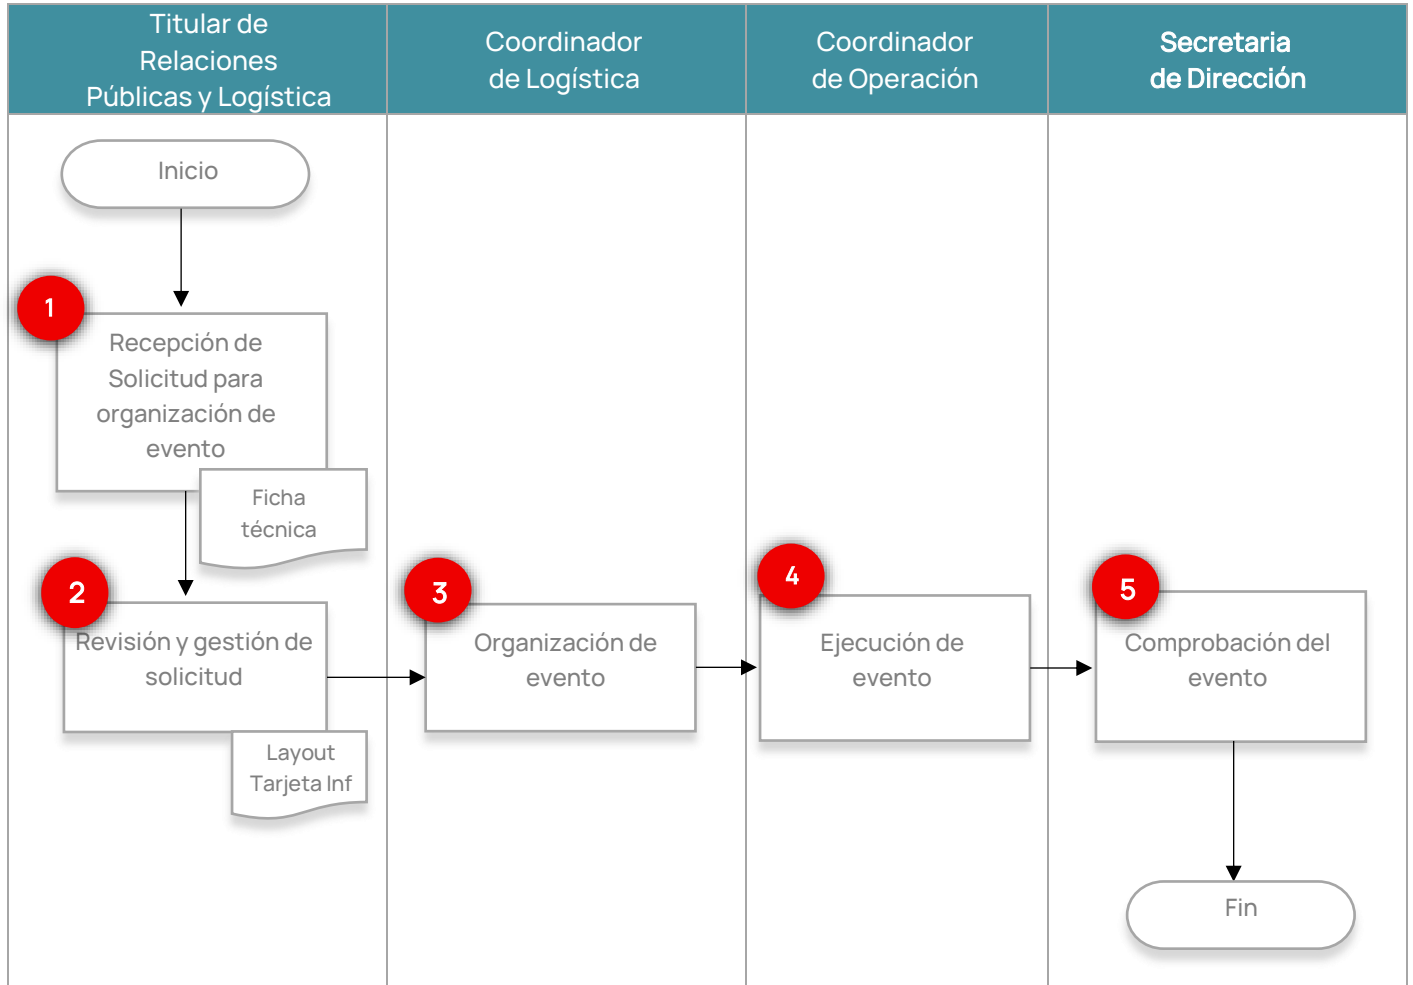 Titular de
Relaciones
Públicas y Logística
Coordinador
de Logística
Coordinador
de Operación
Secretaria
de Dirección
Inicio
1
Recepción de
Solicitud para
organización de
evento
Ficha
técnica
2
Revisión y gestión de
solicitud
Layout
Tarjeta Inf
3
Organización de
evento
4
Ejecución de
evento
5
Comprobación del
evento
Fin